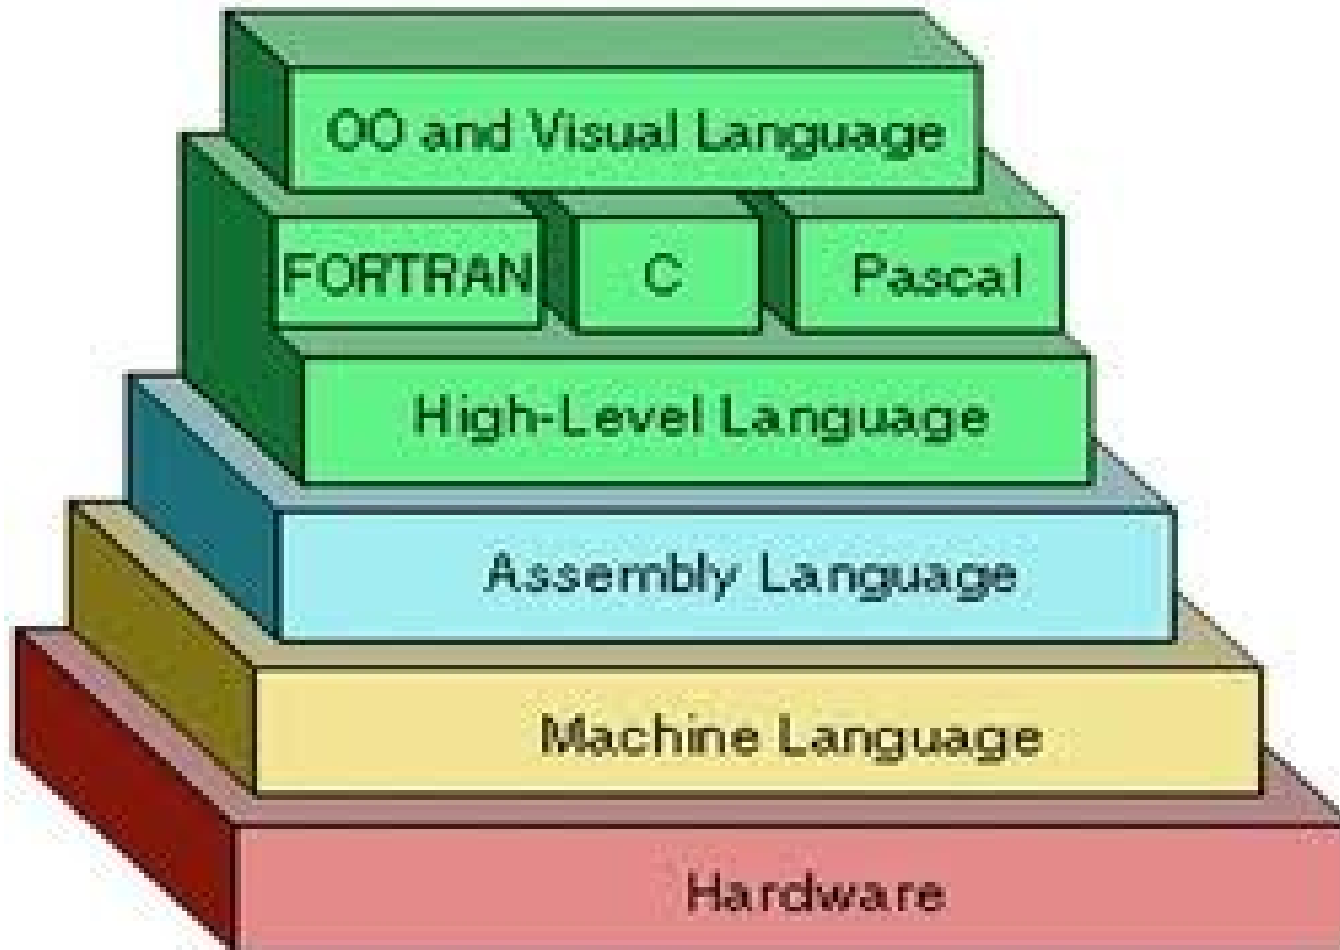 OO and Visual Language
FORTRAN C Pascal
High-Level Language
Assembly Language
Machine Language
Hardware